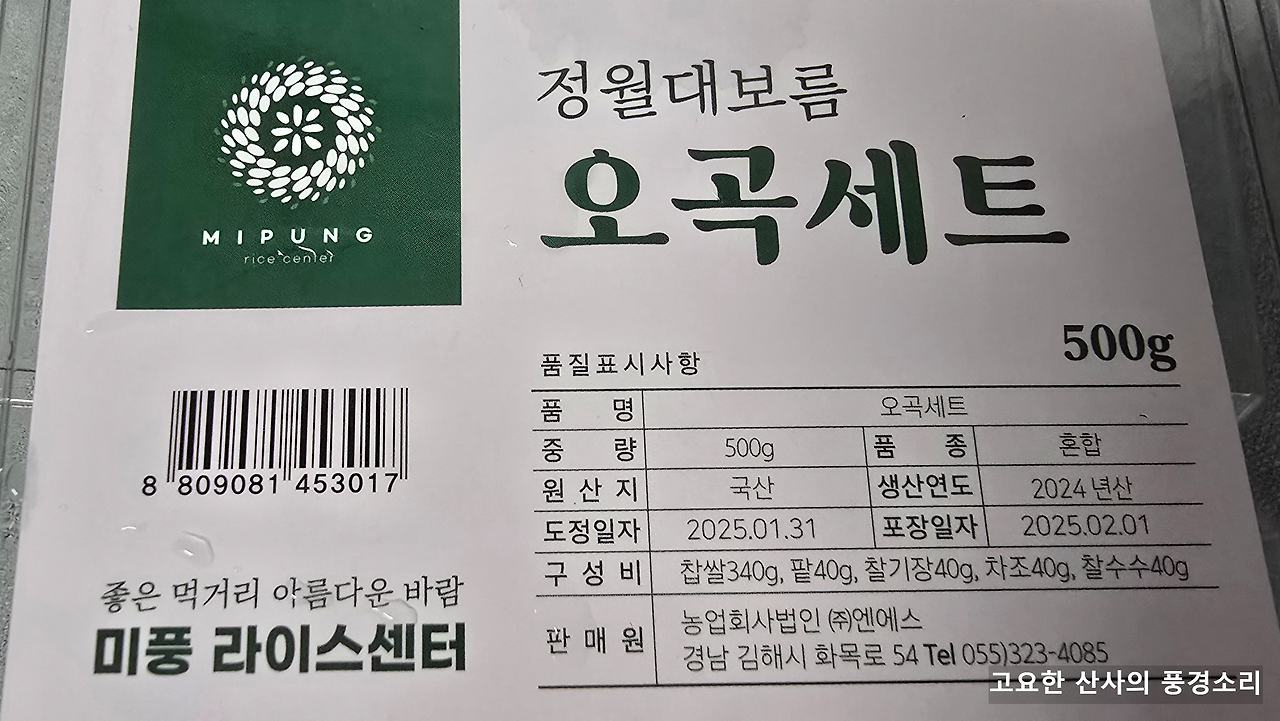 MIPUNG
rice center
정월대보름
오곡세트
500g
8 809081 453017
좋은 먹거리 아름다운 바람
미풍 라이스센터
품질표시사항
품 명 오곡세트
중 량 500g 품 종 혼합
원 산 지 국산 생산연도 2024 년산
도정일자 2025.01.31 포장일자 2025.02.01
구 성 비 찹쌀340g, 팥40g, 찰기장40g, 차조40g, 찰수수40g
판 매 원 농업회사법인 ㈜엔에스
경남 김해시 화목로 54 Tel 055)323-4085
고요한 산사의 풍경소리